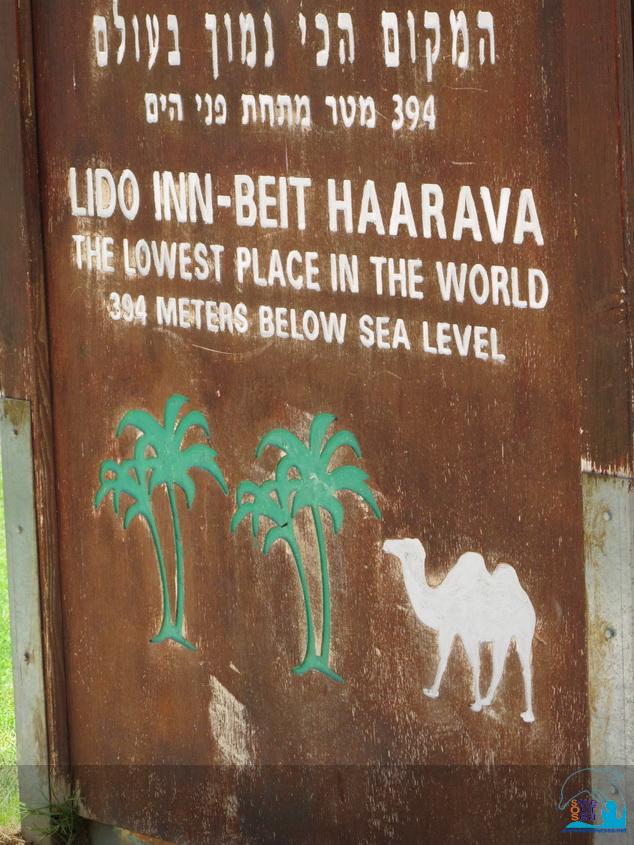 המקום הכי נמוך בעולם
394 מטר מתחת פני הים
LIDO INN-BEIT HAARAVA
THE LOWEST PLACE IN THE WORLD
394 METERS BELOW SEA LEVEL